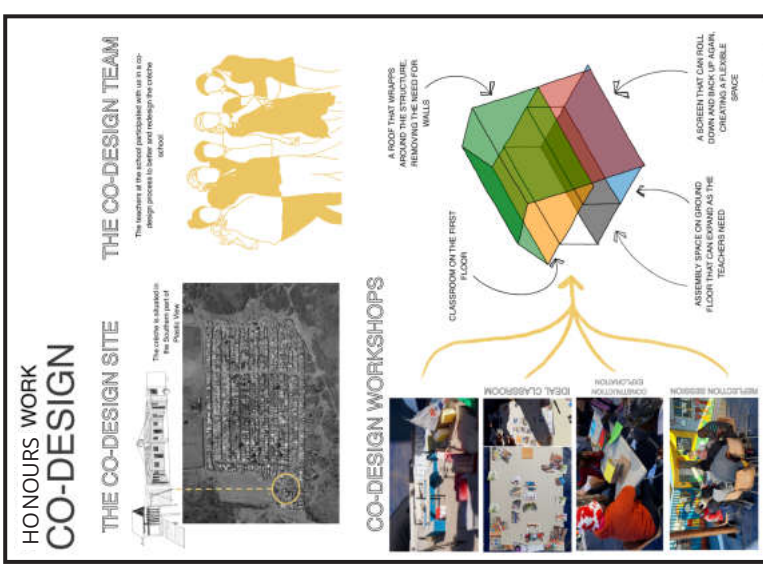 HONOURS WORK
CO-DESIGN
THE CO-DESIGN SITE
The crèche is situated in
the Southern part of
Plastic View
THE CO-DESIGN TEAM
The teachers at the school participated with us in a co-
design process to better and redesign the crèche
school
CO-DESIGN WORKSHOPS
IDEAL CLASSROOM
CONSTRUCTION
EXPLORATION
REFLECTION SESSION
CLASSROOM ON THE FIRST
FLOOR
A ROOF THAT WRAPPS
AROUND THE STRUCTURE,
REMOVING THE NEED FOR
WALLS
ASSEMBLY SPACE ON GROUND
FLOOR THAT CAN EXPAND AS THE
TEACHERS NEED
A SCREEN THAT CAN ROLL
DOWN AND BACK UP AGAIN,
CREATING A FLEXIBLE
SPACE